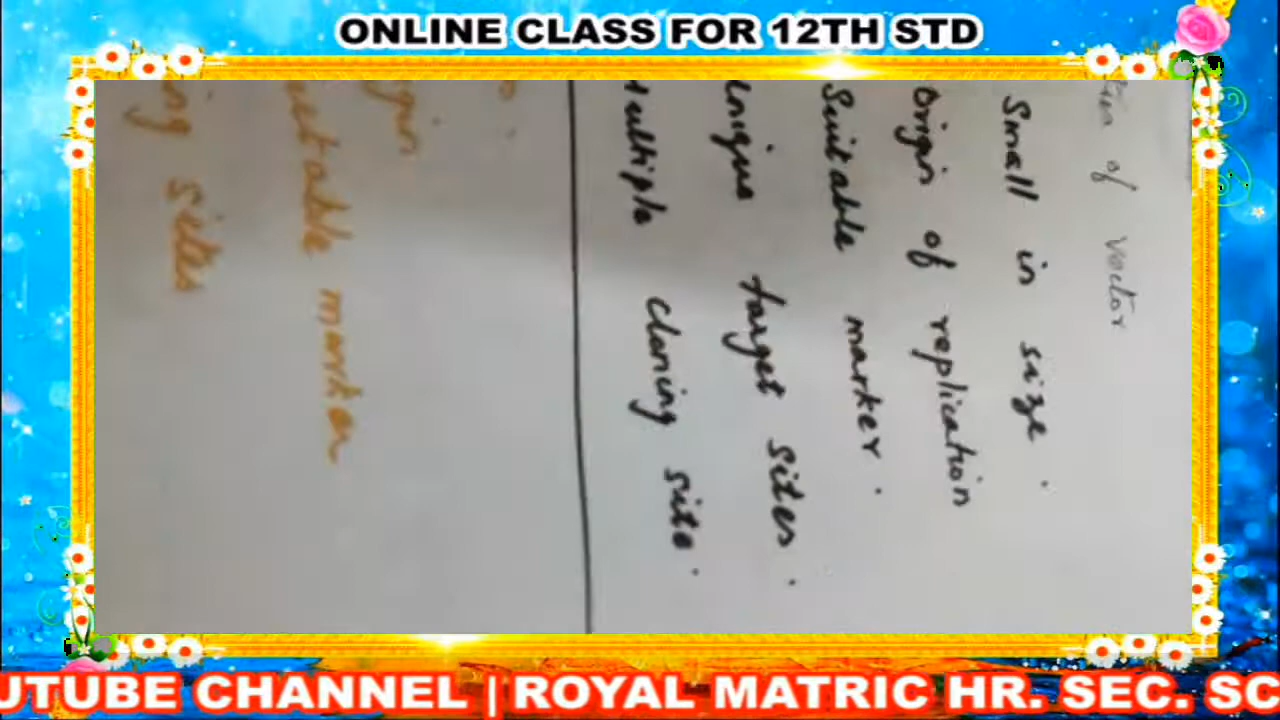 ONLINE CLASS FOR 12TH STD
of vector
Small in size.
Origin of replication
Suitable marker.
unique target sites.
Multiple cloning site.
marker
sites
UTUBE CHANNEL | ROYAL MATRIC HR. SEC. SC